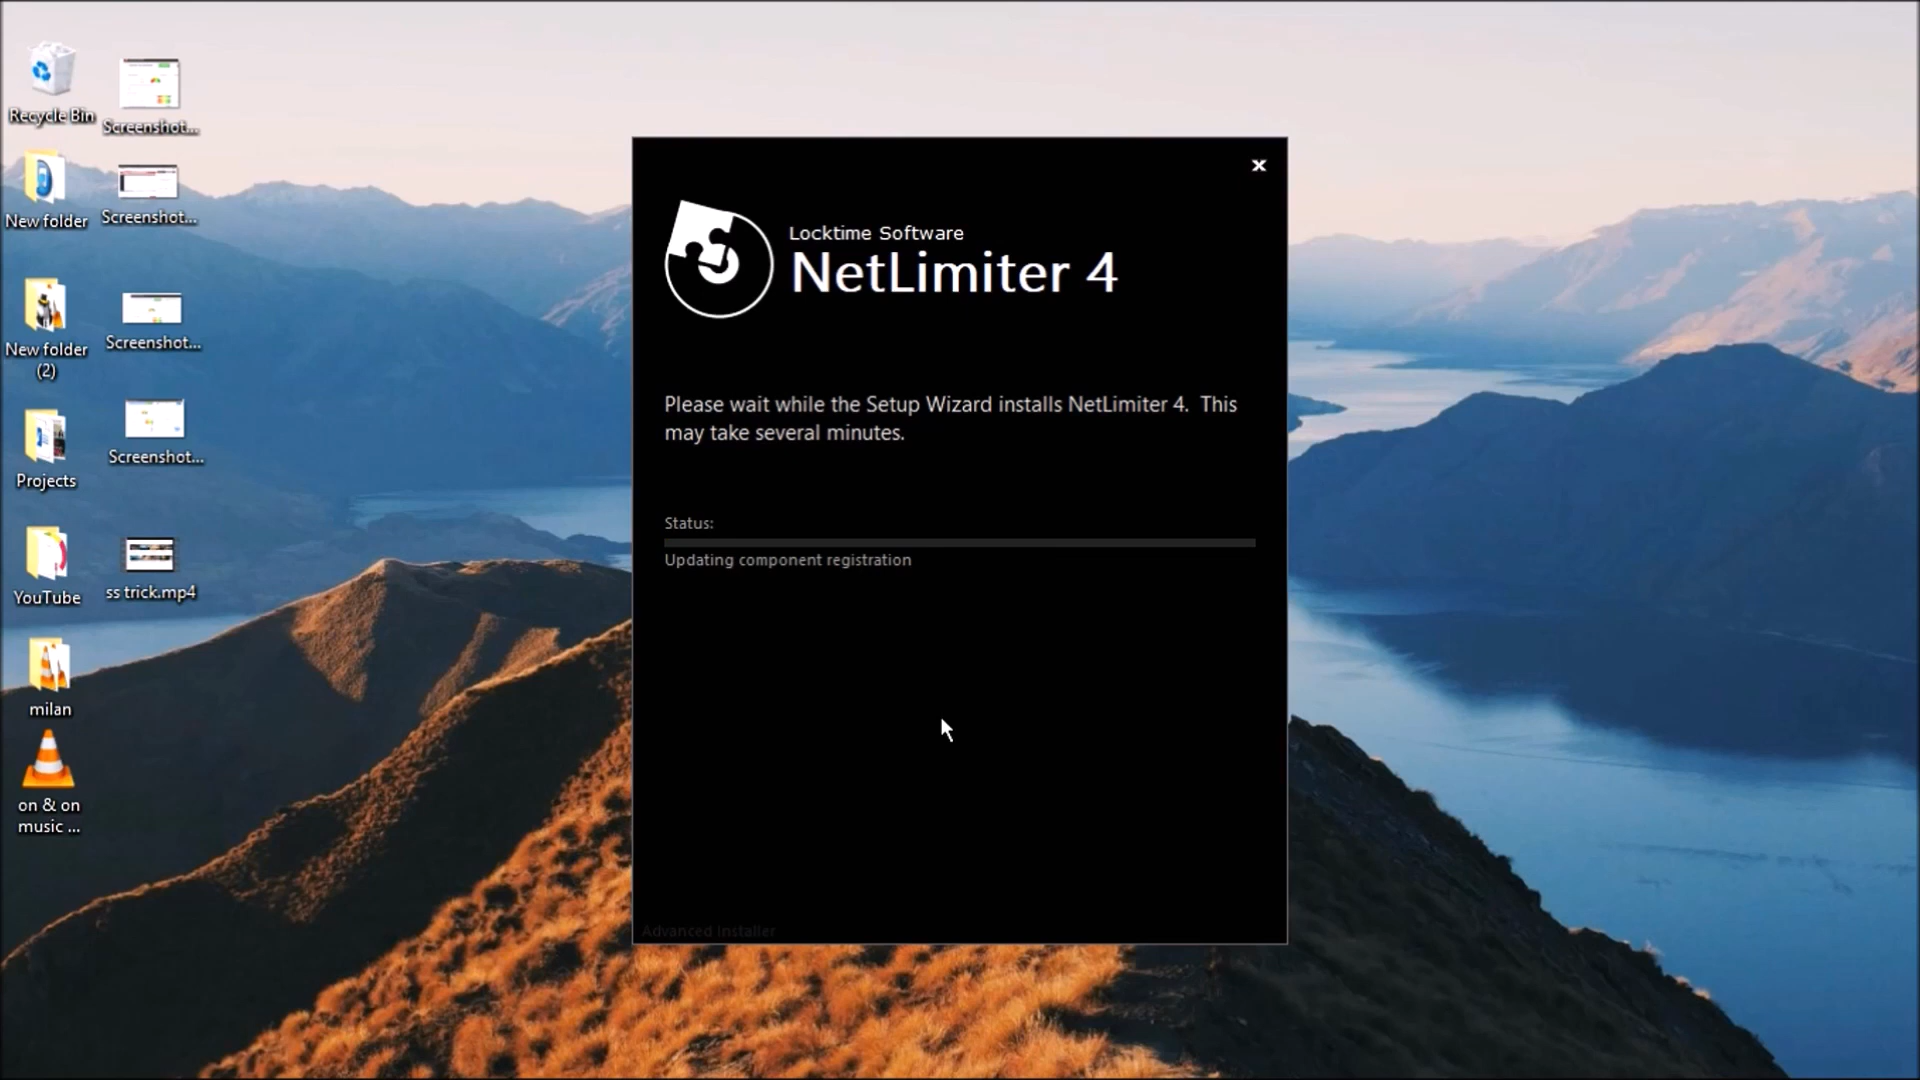 Recycle Bin
Screenshot...
New folder
Screenshot...
New folder
(2)
Screenshot...
Projects
Screenshot...
YouTube
ss trick.mp4
milan
on & on
music ...
Locktime Software
NetLimiter 4
Please wait while the Setup Wizard installs NetLimiter 4. This
may take several minutes.
Status:
Updating component registration
Advanced Installer